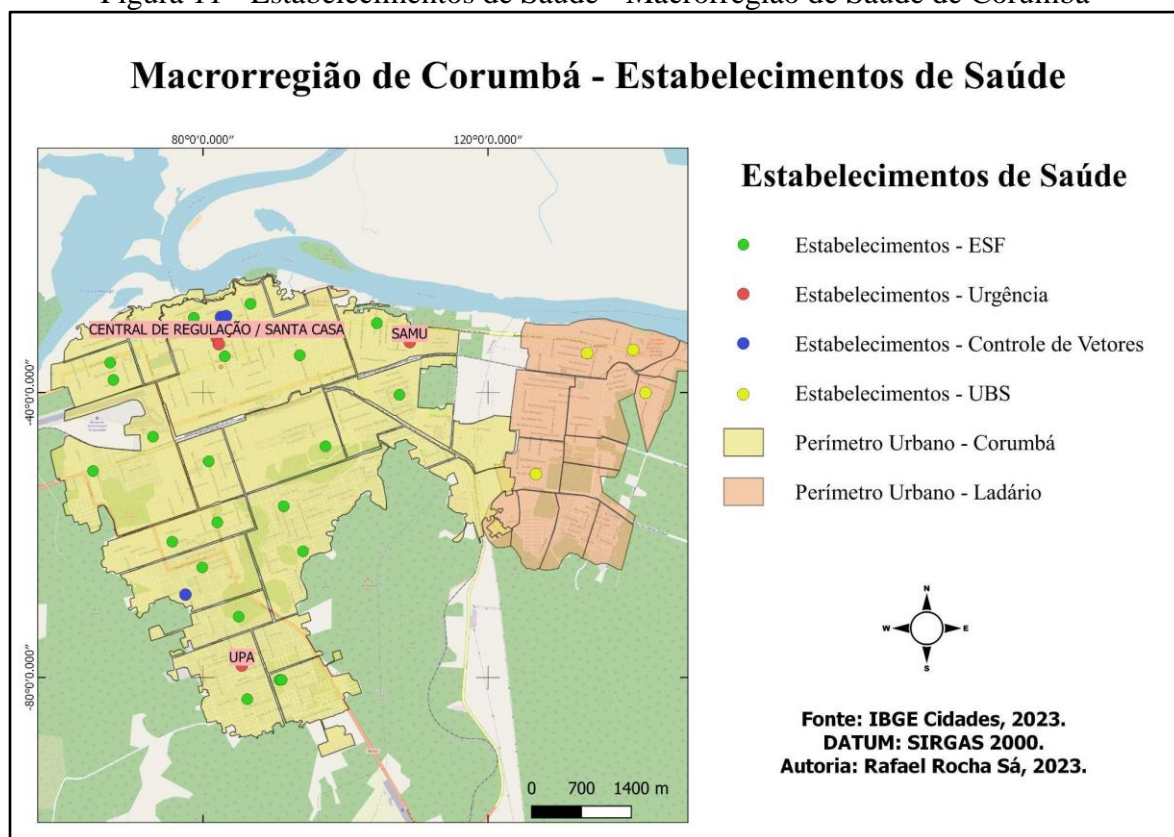 Figura 11 - Estabelecimentos de Saúde - Macrorregião de Saúde de Corumbá
Macrorregião de Corumbá - Estabelecimentos de Saúde
80°0'0.000"
120°0'0.000"
-40°0'0.000"
-80°0'0.000"
CENTRAL DE REGULAÇÃO / SANTA CASA
SAMU
UPA
0 700 1400 m
Estabelecimentos de Saúde
Estabelecimentos - ESF
Estabelecimentos - Urgência
Estabelecimentos - Controle de Vetores
Estabelecimentos - UBS
Perímetro Urbano - Corumbá
Perímetro Urbano - Ladário
N
W E
S
Fonte: IBGE Cidades, 2023.
DATUM: SIRGAS 2000.
Autoria: Rafael Rocha Sá, 2023.